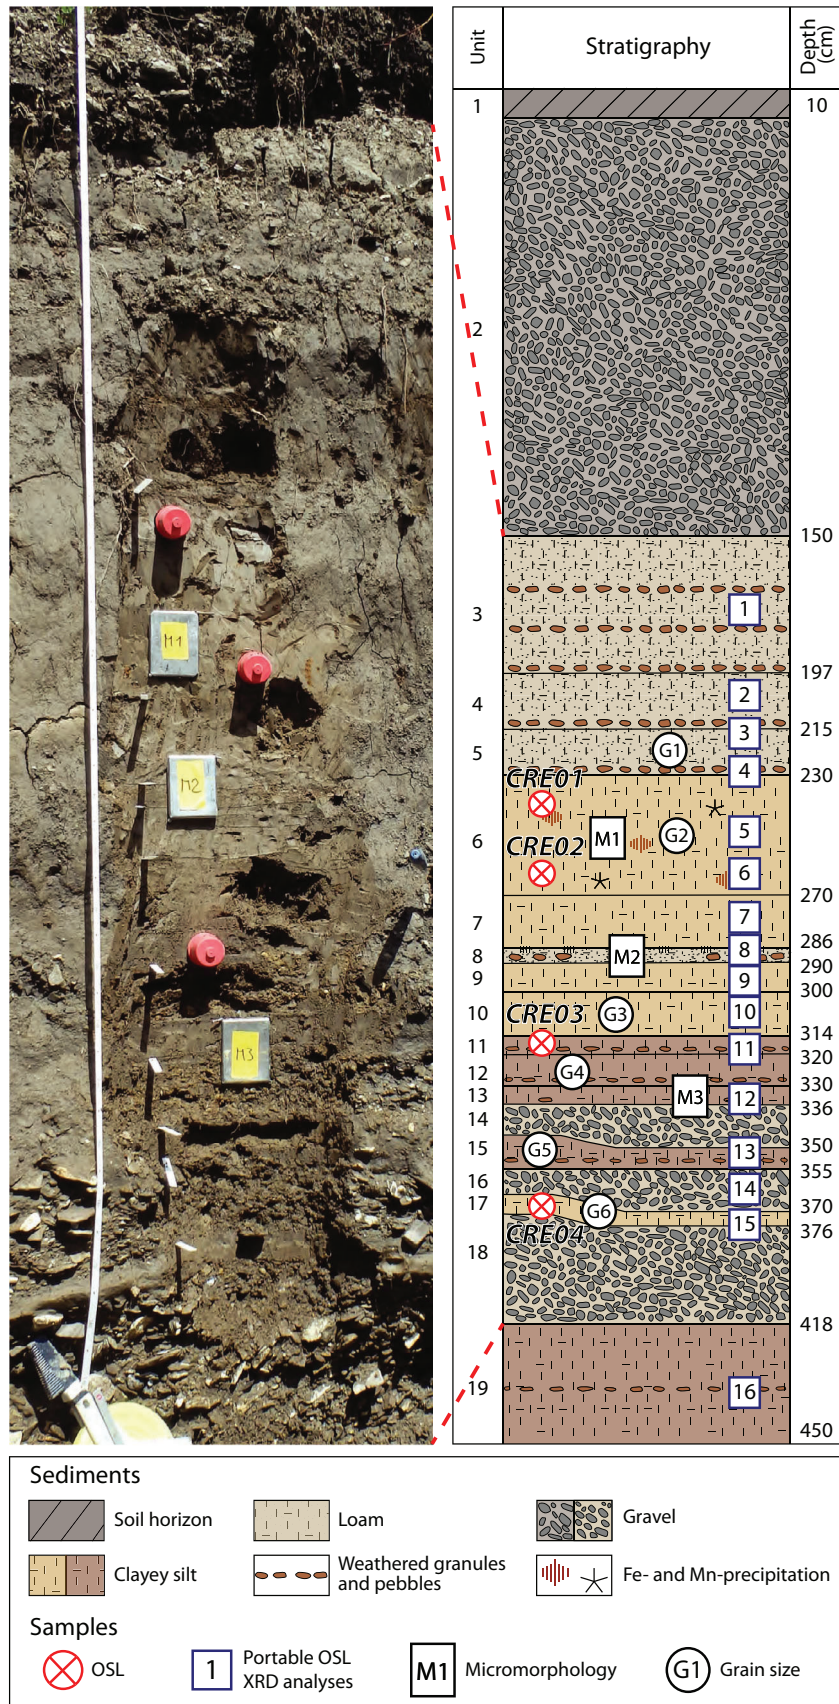 Unit
Stratigraphy
Depth
(cm)
1
10
2
150
3
1
197
4
2
215
3
5
G1
4
230
CRE01
6
M1
G2
5
CRE02
6
270
7
7
286
8
M2
8
290
9
9
300
10
CRE03
G3
10
314
11
11
320
12
G4
330
13
M3
12
336
14
350
15
G5
13
355
16
14
370
17
G6
15
376
CRE04
18
418
19
16
450
M1
M2
M3
Sediments
Soil horizon
Loam
Gravel
Clayey silt
Weathered granules
and pebbles
Fe- and Mn-precipitation
Samples
OSL
1
Portable OSL
XRD analyses
M1
Micromorphology
G1
Grain size